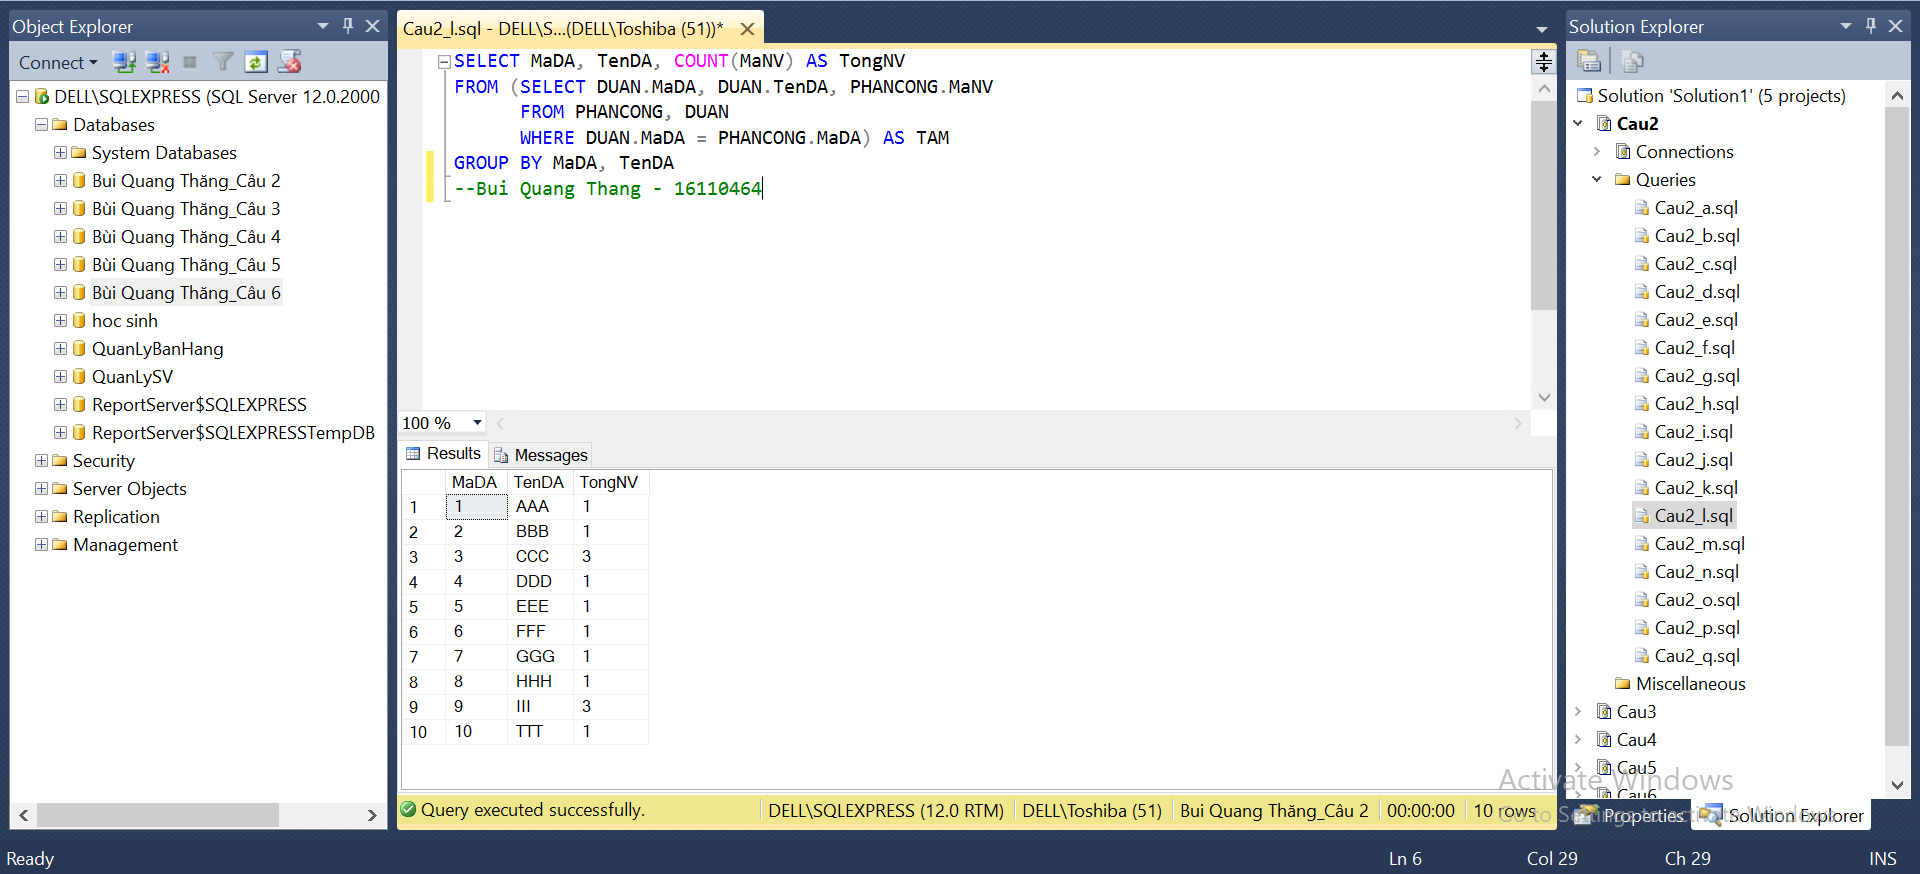 Object Explorer
Connect
DELL\SQLEXPRESS (SQL Server 12.0.2000
Databases
System Databases
Bui Quang Thăng_Câu 2
Bùi Quang Thăng_Câu 3
Bùi Quang Thăng_Câu 4
Bùi Quang Thăng_Câu 5
Bùi Quang Thăng_Câu 6
hoc sinh
QuanLyBanHang
QuanLySV
ReportServer$SQLEXPRESS
ReportServer$SQLEXPRESSTempDB
Security
Server Objects
Replication
Management
Cau2_l.sql - DELL\S...(DELL\Toshiba (51))*
SELECT MaDA, TenDA, COUNT(MaNV) AS TongNV
FROM (SELECT DUAN.MaDA, DUAN.TenDA, PHANCONG.MaNV
FROM PHANCONG, DUAN
WHERE DUAN.MaDA = PHANCONG.MaDA) AS TAM
GROUP BY MaDA, TenDA
--Bui Quang Thang - 16110464
100 %
Results Messages
MaDA TenDA TongNV
1 1 AAA 1
2 2 BBB 1
3 3 CCC 3
4 4 DDD 1
5 5 EEE 1
6 6 FFF 1
7 7 GGG 1
8 8 HHH 1
9 9 III 3
10 10 TTT 1
Query executed successfully. DELL\SQLEXPRESS (12.0 RTM) DELL\Toshiba (51) Bui Quang Thăng_Câu 2 00:00:00 10 rows
Solution Explorer
Solution 'Solution1' (5 projects)
Cau2
Connections
Queries
Cau2_a.sql
Cau2_b.sql
Cau2_c.sql
Cau2_d.sql
Cau2_e.sql
Cau2_f.sql
Cau2_g.sql
Cau2_h.sql
Cau2_i.sql
Cau2_j.sql
Cau2_k.sql
Cau2_l.sql
Cau2_m.sql
Cau2_n.sql
Cau2_o.sql
Cau2_p.sql
Cau2_q.sql
Miscellaneous
Cau3
Cau4
Cau5
Cau6
Activate Windows
Go to Settings to activate Windows.
Properties Solution Explorer
Ready Ln 6 Col 29 Ch 29 INS